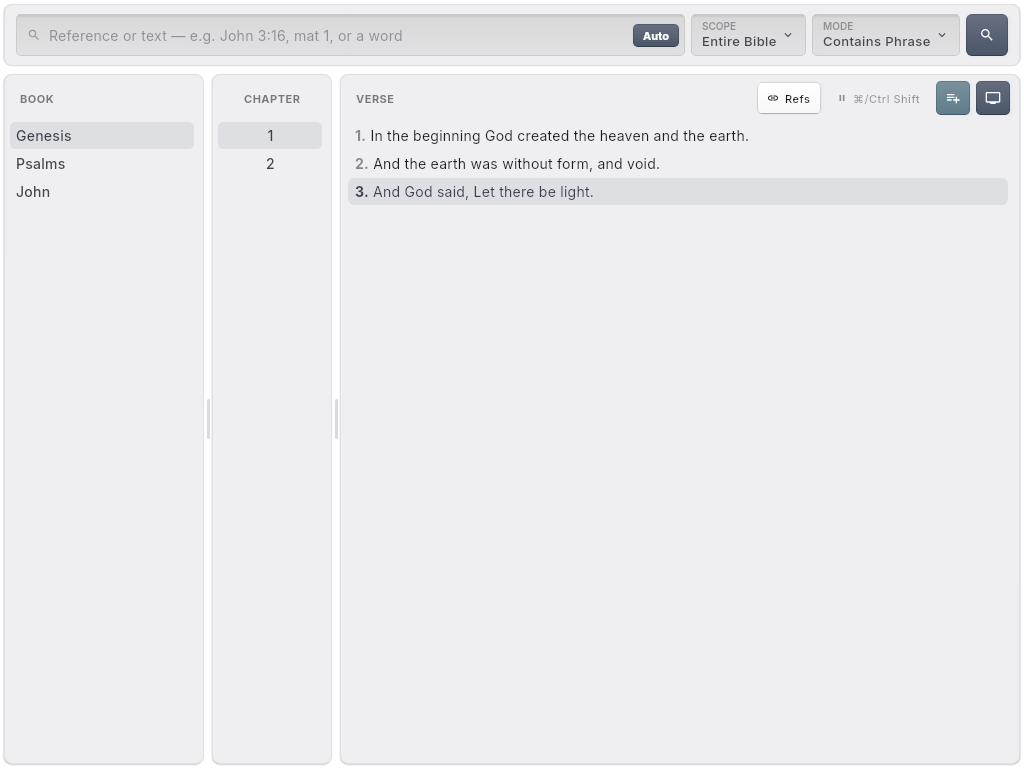 Reference or text — e.g. John 3:16, mat 1, or a word
Auto
SCOPE
Entire Bible
MODE
Contains Phrase
BOOK
Genesis
Psalms
John
CHAPTER
1
2
VERSE
Refs
⌘/Ctrl Shift
1. In the beginning God created the heaven and the earth.
2. And the earth was without form, and void.
3. And God said, Let there be light.